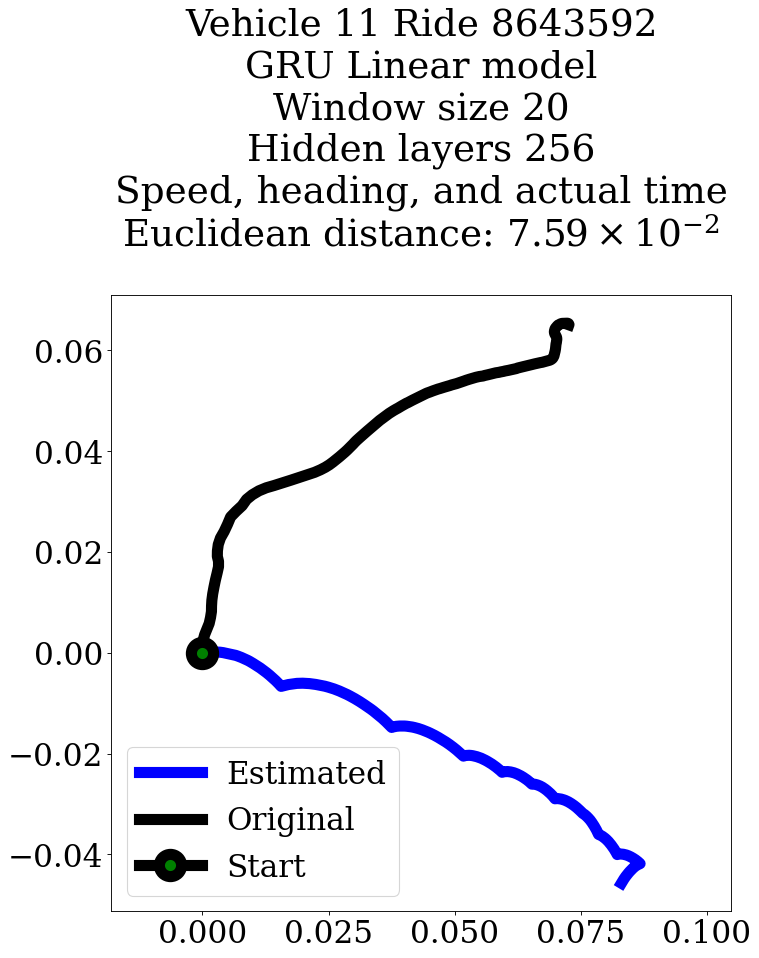 Vehicle 11 Ride 8643592
GRU Linear model
Window size 20
Hidden layers 256
Speed, heading, and actual time
Euclidean distance: 7.59 × 10⁻²
0.06
0.04
0.02
0.00
−0.02
−0.04
Estimated
Original
Start
0.000 0.025 0.050 0.075 0.100